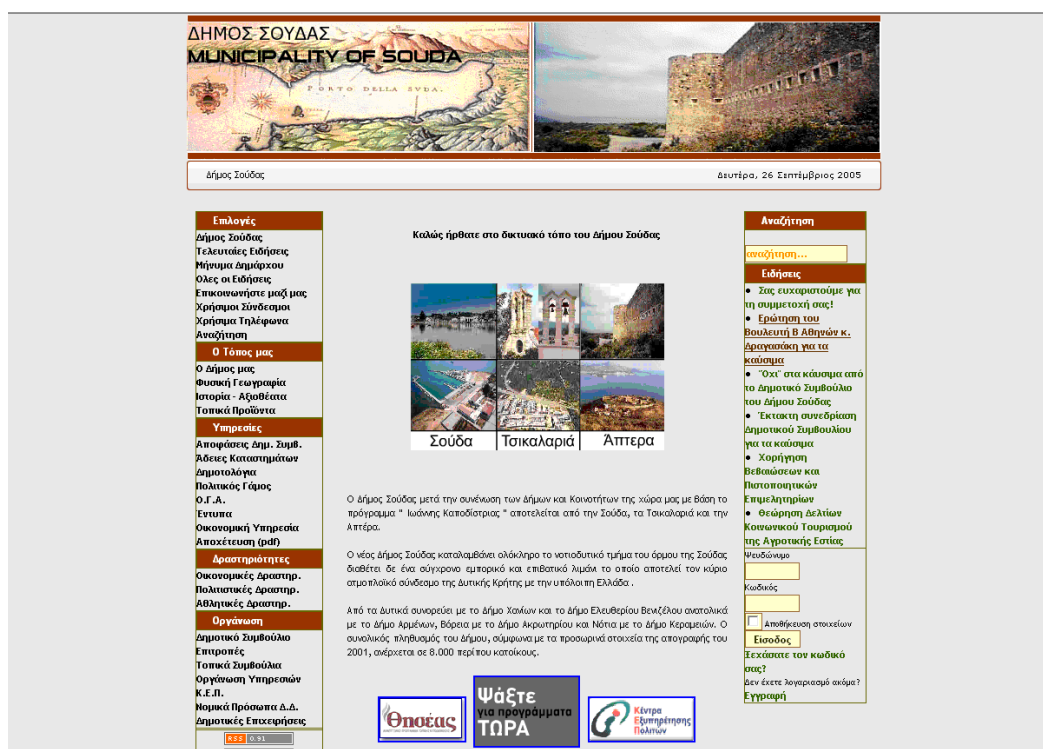 ΔΗΜΟΣ ΣΟΥΔΑΣ
MUNICIPALITY OF SOUDA
PORTO DELLA SVDA.
Δήμος Σούδας
Δευτέρα, 26 Σεπτέμβριος 2005
Επιλογές
Δήμος Σούδας
Τελευταίες Ειδήσεις
Μήνυμα Δημάρχου
Ολες οι Ειδήσεις
Επικοινωνήστε μαζί μας
Χρήσιμοι Σύνδεσμοι
Χρήσιμα Τηλέφωνα
Αναζήτηση
Ο Τόπος μας
Ο Δήμος μας
Φυσική Γεωγραφία
Ιστορία - Αξιοθέατα
Τοπικά Προϊόντα
Υπηρεσίες
Αποφάσεις Δημ. Συμβ.
Άδειες Καταστημάτων
Δημοτολόγια
Πολιτικός Γάμος
Ο.Γ.Α.
Έντυπα
Οικονομική Υπηρεσία
Αποχέτευση (pdf)
Δραστηριότητες
Οικονομικές Δραστηρ.
Πολιτιστικές Δραστηρ.
Αθλητικές Δραστηρ.
Οργάνωση
Δημοτικό Συμβούλιο
Επιτροπές
Τοπικά Συμβούλια
Οργάνωση Υπηρεσιών
Κ.Ε.Π.
Νομικά Πρόσωπα Δ.Δ.
Δημοτικές Επιχειρήσεις
RSS 0.91
Καλώς ήρθατε στο δικτυακό τόπο του Δήμου Σούδας
Σούδα Τσικαλαριά Άπτερα
Ο Δήμος Σούδας μετά την συνένωση των Δήμων και Κοινοτήτων της χώρα μας με Βάση το
πρόγραμμα " Ιωάννης Καποδίστριας " αποτελείται από την Σούδα, τα Τσικαλαριά και την
Απτέρα.
Ο νέος Δήμος Σούδας καταλαμβάνει ολόκληρο το νοτιοδυτικό τμήμα του όρμου της Σούδας
διαθέτει δε ένα σύγχρονο εμπορικό και επιβατικό λιμάνι το οποίο αποτελεί τον κύριο
ατμοπλοϊκό σύνδεσμο της Δυτικής Κρήτης με την υπόλοιπη Ελλάδα .
Από τα Δυτικά συνορεύει με το Δήμο Χανίων και το Δήμο Ελευθερίου Βενιζέλου ανατολικά
με το Δήμο Αρμένων, Βόρεια με το Δήμο Ακρωτηρίου και Νότια με το Δήμο Κεραμειών. Ο
συνολικός πληθυσμός του Δήμου, σύμφωνα με τα προσωρινά στοιχεία της απογραφής του
2001, ανέρχεται σε 8.000 περίπου κατοίκους.
Θησέας
Ψάξτε
για προγράμματα
ΤΩΡΑ
Κέντρα
Εξυπηρέτησης
Πολιτών
Αναζήτηση
αναζήτηση...
Ειδήσεις
● Σας ευχαριστούμε για
τη συμμετοχή σας!
● Ερώτηση του
Βουλευτή Β Αθηνών κ.
Δραγασάκη για τα
καύσιμα
● "Οχι" στα κάυσιμα από
το Δημοτικό Συμβούλιο
του Δήμου Σούδας
● Έκτακτη συνεδρίαση
Δημοτικού Συμβουλίου
για τα καύσιμα
● Χορήγηση
Βεβαιώσεων και
Πιστοποιητικών
Επιμελητηρίων
● Θεώρηση Δελτίων
Κοινωνικού Τουρισμού
της Αγροτικής Εστίας
Ψευδώνυμο
Κωδικός
Αποθήκευση στοιχείων
Είσοδος
Ξεχάσατε τον κωδικό
σας?
Δεν έχετε λογαριασμό ακόμα?
Εγγραφή